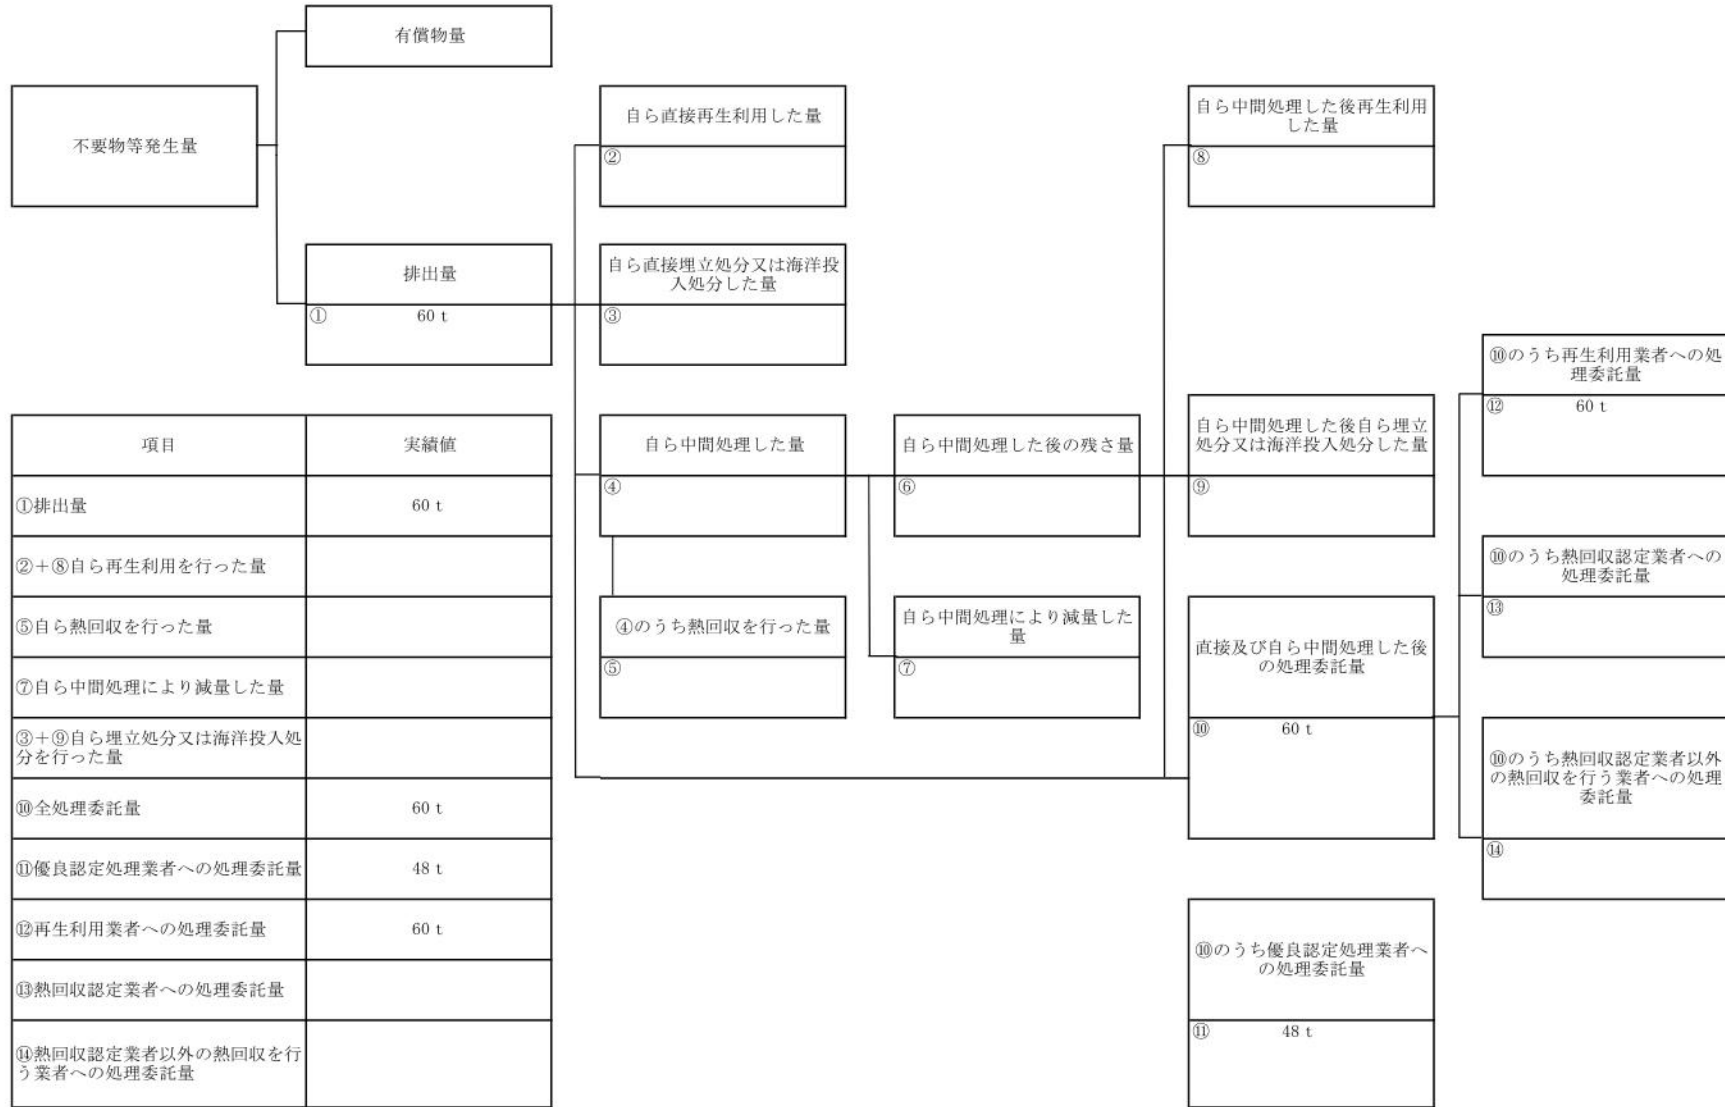 有償物量
不要物等発生量
自ら直接再生利用した量
②
自ら中間処理した後再生利用
した量
⑧
排出量
① 60 t
自ら直接埋立処分又は海洋投
入処分した量
③
⑩のうち再生利用業者への処
理委託量
⑫ 60 t
自ら中間処理した量
④
自ら中間処理した後の残さ量
⑥
自ら中間処理した後自ら埋立
処分又は海洋投入処分した量
⑨
⑩のうち熱回収認定業者への
処理委託量
⑬
④のうち熱回収を行った量
⑤
自ら中間処理により減量した
量
⑦
直接及び自ら中間処理した後
の処理委託量
⑩ 60 t
⑩のうち熱回収認定業者以外
の熱回収を行う業者への処理
委託量
⑭
⑩のうち優良認定処理業者へ
の処理委託量
⑪ 48 t
項目 実績値
①排出量 60 t
②+⑧自ら再生利用を行った量
⑤自ら熱回収を行った量
⑦自ら中間処理により減量した量
③+⑨自ら埋立処分又は海洋投入処
分を行った量
⑩全処理委託量 60 t
⑪優良認定処理業者への処理委託量 48 t
⑫再生利用業者への処理委託量 60 t
⑬熱回収認定業者への処理委託量
⑭熱回収認定業者以外の熱回収を行
う業者への処理委託量